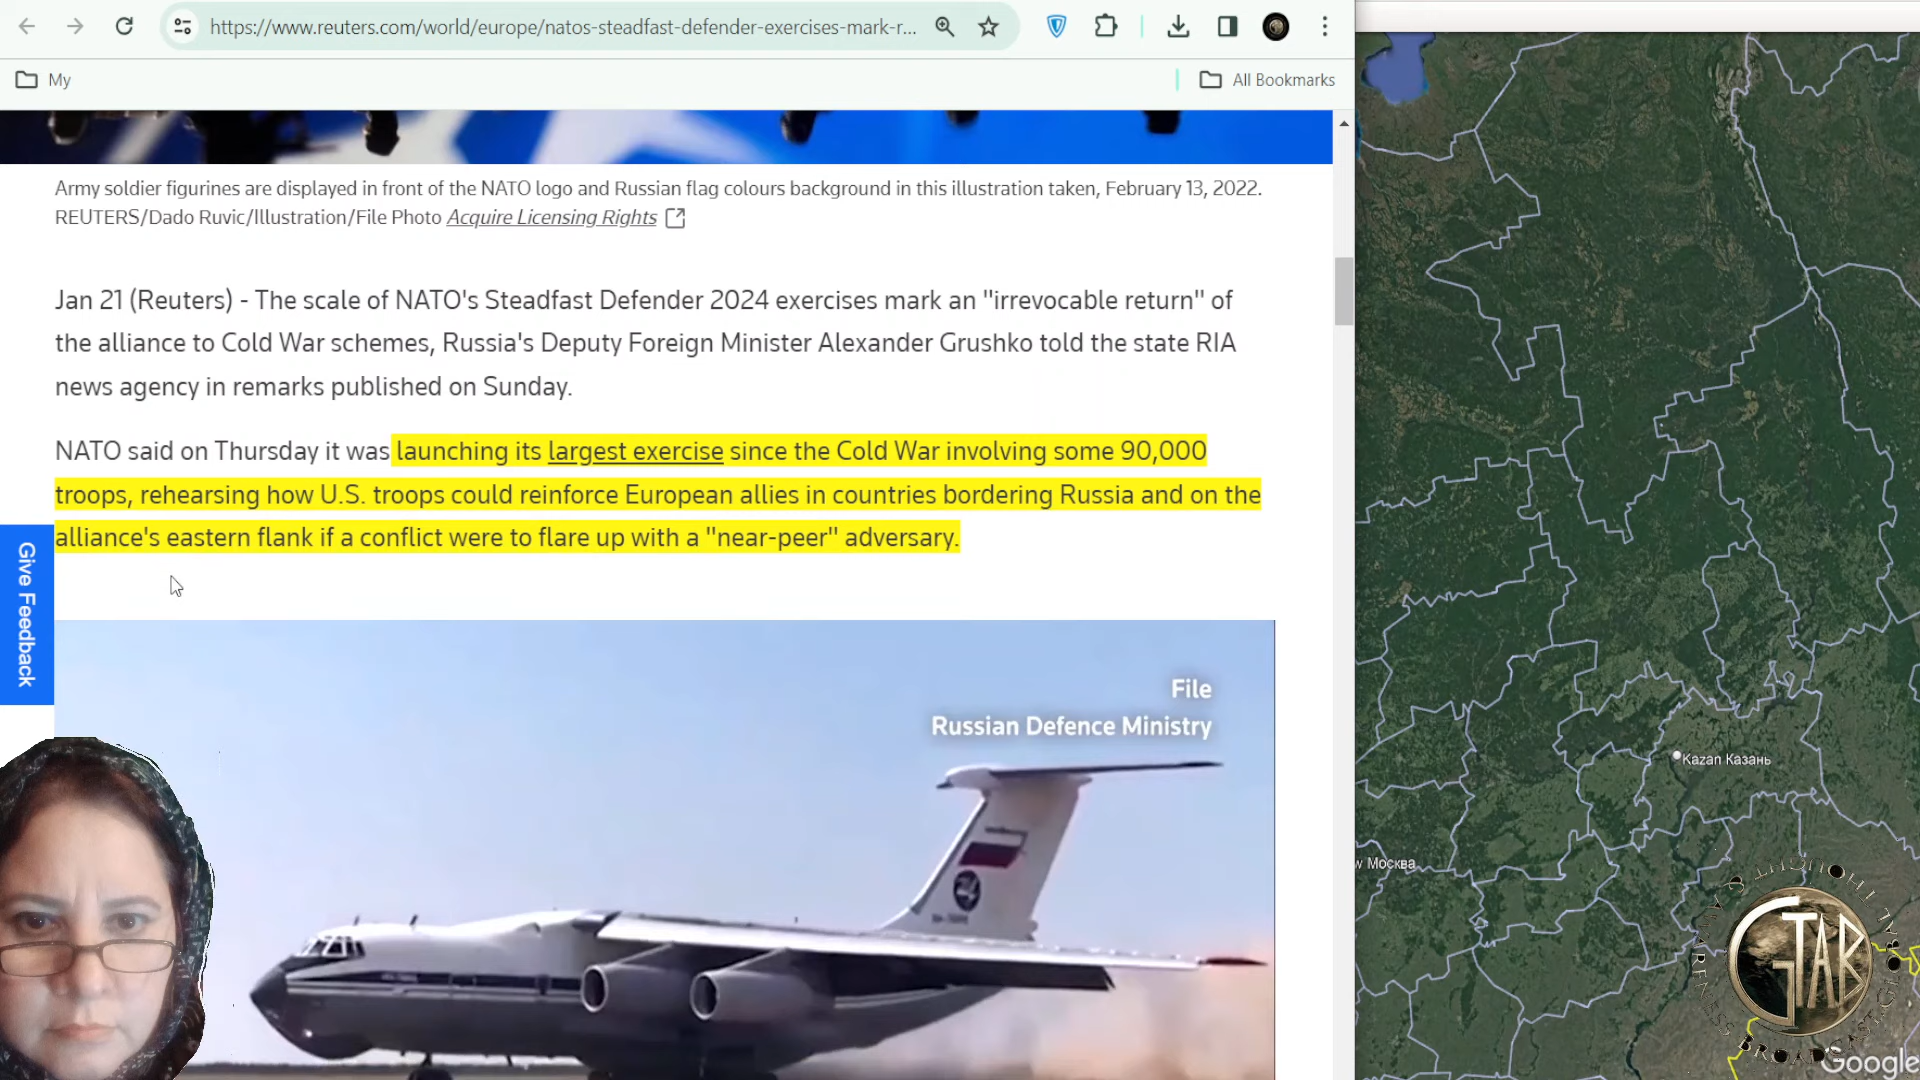 https://www.reuters.com/world/europe/natos-steadfast-defender-exercises-mark-r...
My
All Bookmarks
Army soldier figurines are displayed in front of the NATO logo and Russian flag colours background in this illustration taken, February 13, 2022.
REUTERS/Dado Ruvic/Illustration/File Photo Acquire Licensing Rights
Jan 21 (Reuters) - The scale of NATO's Steadfast Defender 2024 exercises mark an "irrevocable return" of
the alliance to Cold War schemes, Russia's Deputy Foreign Minister Alexander Grushko told the state RIA
news agency in remarks published on Sunday.
NATO said on Thursday it was launching its largest exercise since the Cold War involving some 90,000
troops, rehearsing how U.S. troops could reinforce European allies in countries bordering Russia and on the
alliance's eastern flank if a conflict were to flare up with a "near-peer" adversary.
Give Feedback
File
Russian Defence Ministry
Kazan Казань
w Москва
GTAB
Google